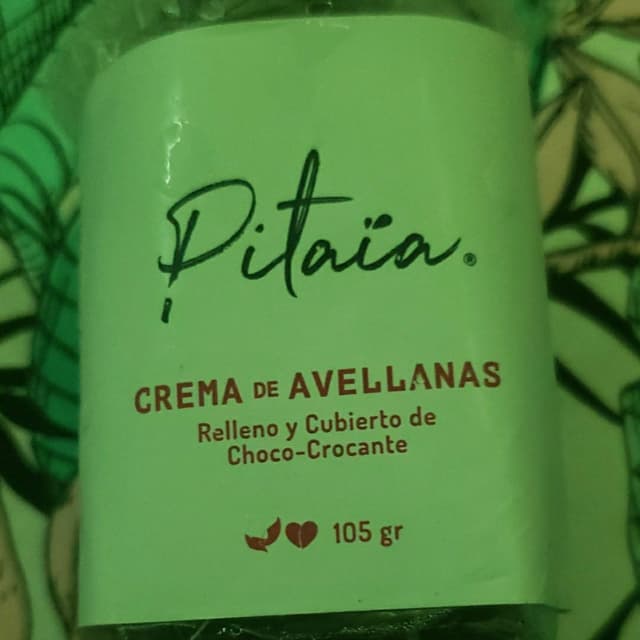 Pitaïa®
CREMA DE AVELLANAS
Relleno y Cubierto de
Choco-Crocante
105 gr